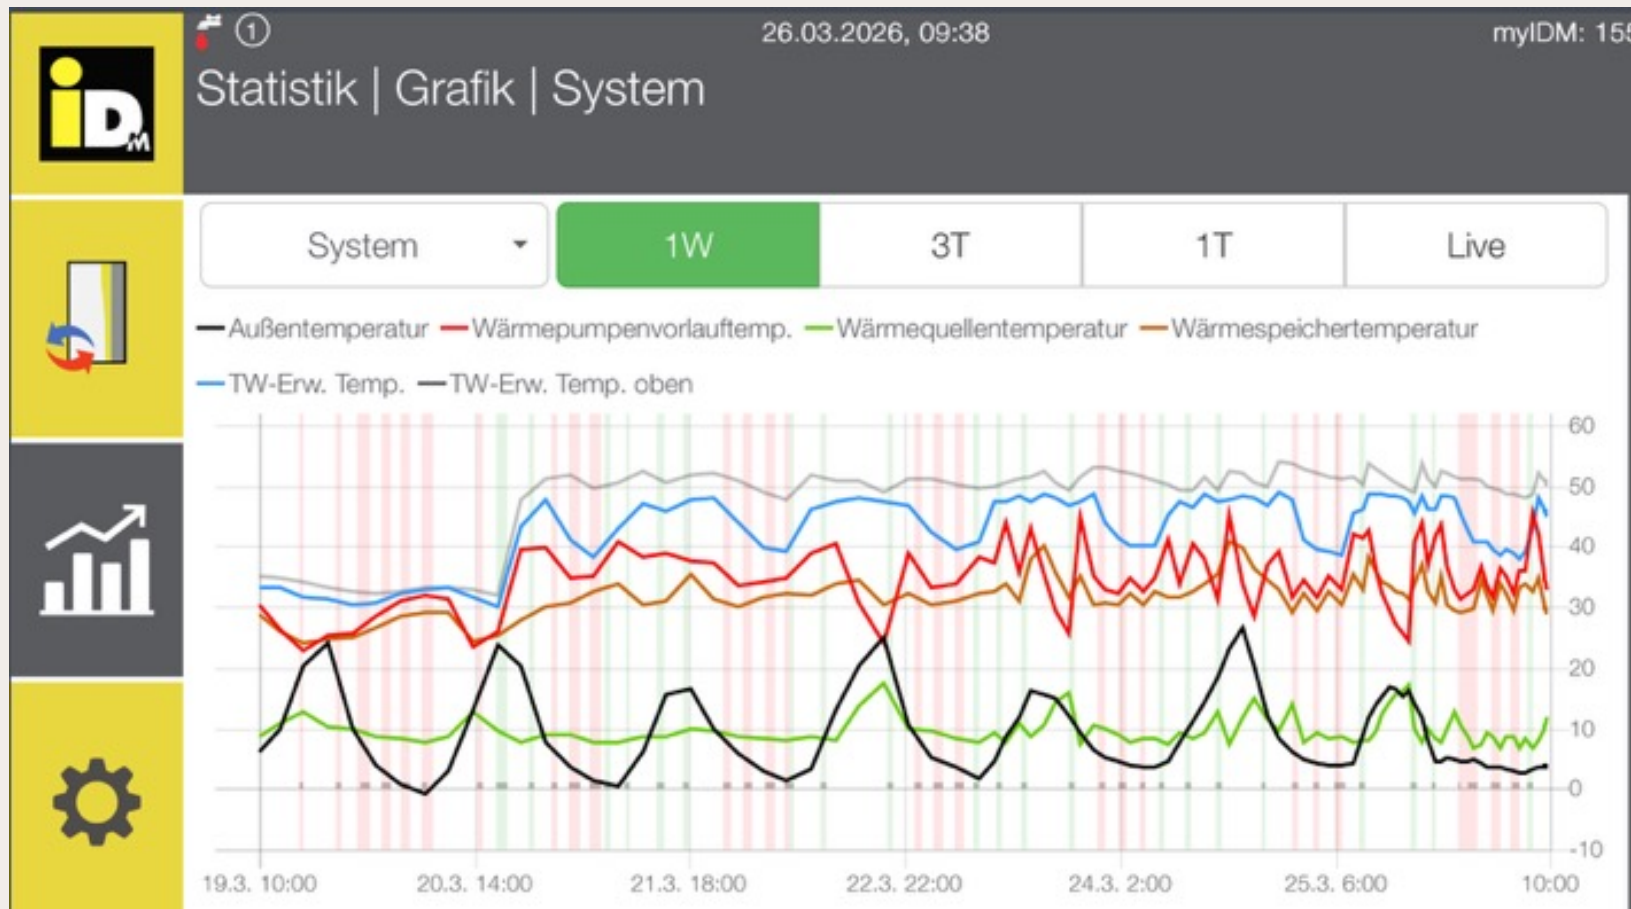 1
26.03.2026, 09:38
myIDM: 155
iDM
Statistik | Grafik | System
System
1W
3T
1T
Live
Außentemperatur
Wärmepumpenvorlauftemp.
Wärmequellentemperatur
Wärmespeichertemperatur
TW-Erw. Temp.
TW-Erw. Temp. oben
60
50
40
30
20
10
0
-10
19.3. 10:00
20.3. 14:00
21.3. 18:00
22.3. 22:00
24.3. 2:00
25.3. 6:00
10:00